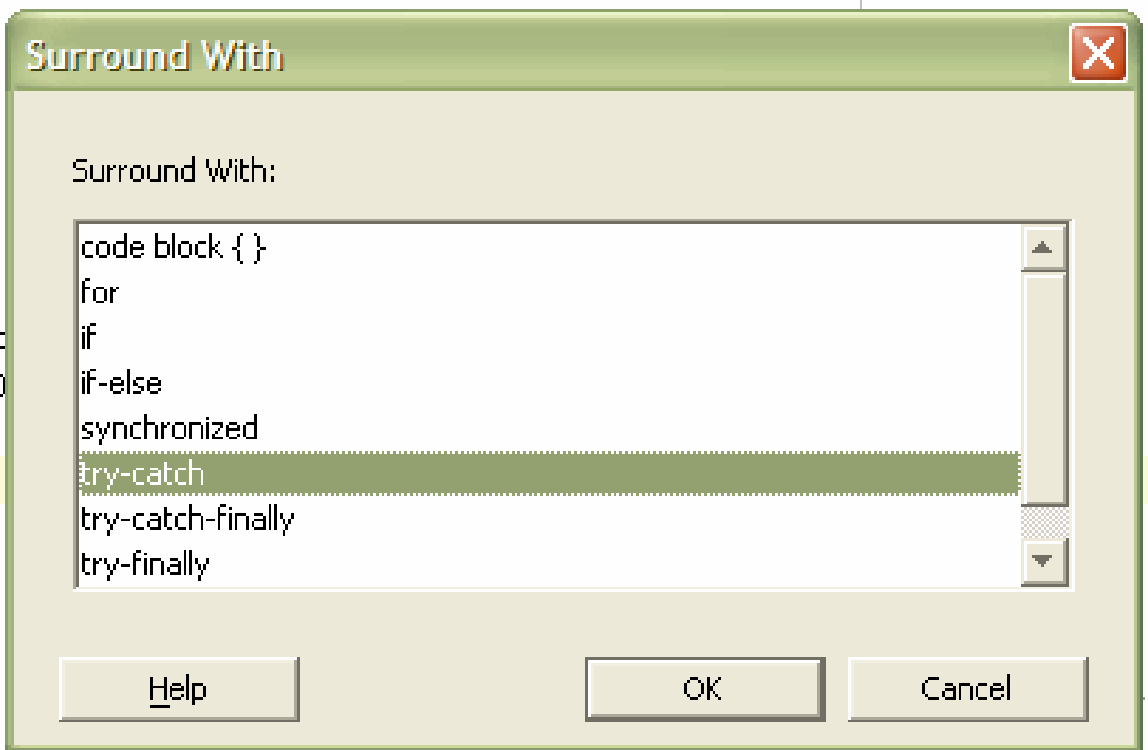 Surround With
Surround With:
code block { }
for
if
if-else
synchronized
try-catch
try-catch-finally
try-finally
Help
OK
Cancel